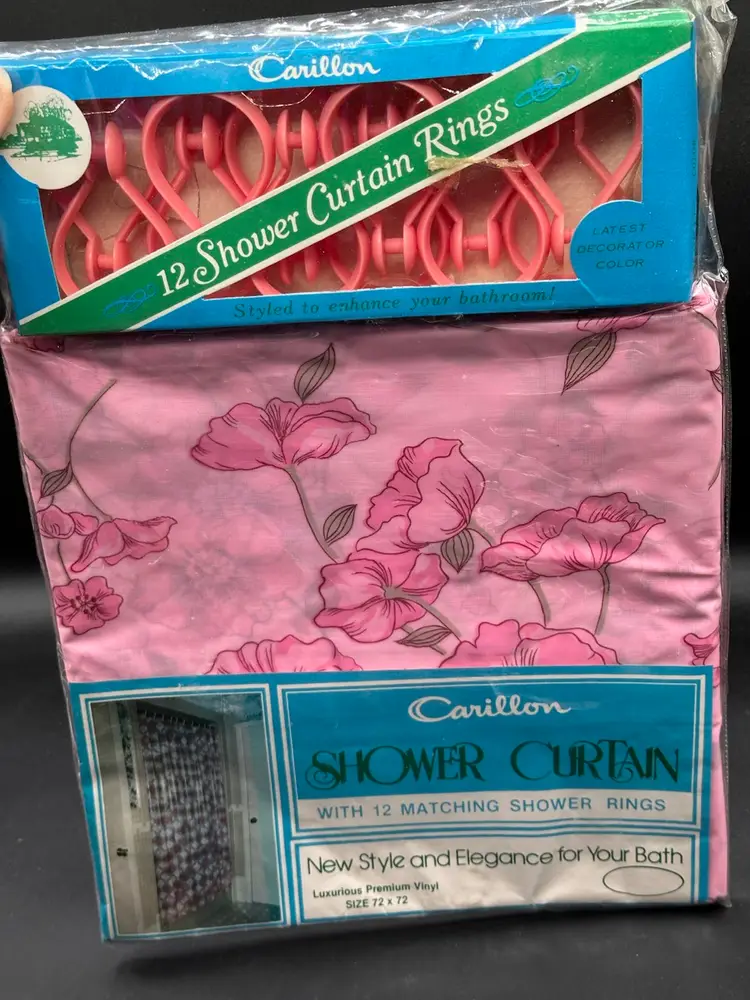 Carillon
12 Shower Curtain Rings
LATEST
DECORATOR
COLOR
Styled to enhance your bathroom!
Carillon
SHOWER CURTAIN
WITH 12 MATCHING SHOWER RINGS
New Style and Elegance for Your Bath
Luxurious Premium Vinyl
SIZE 72 x 72